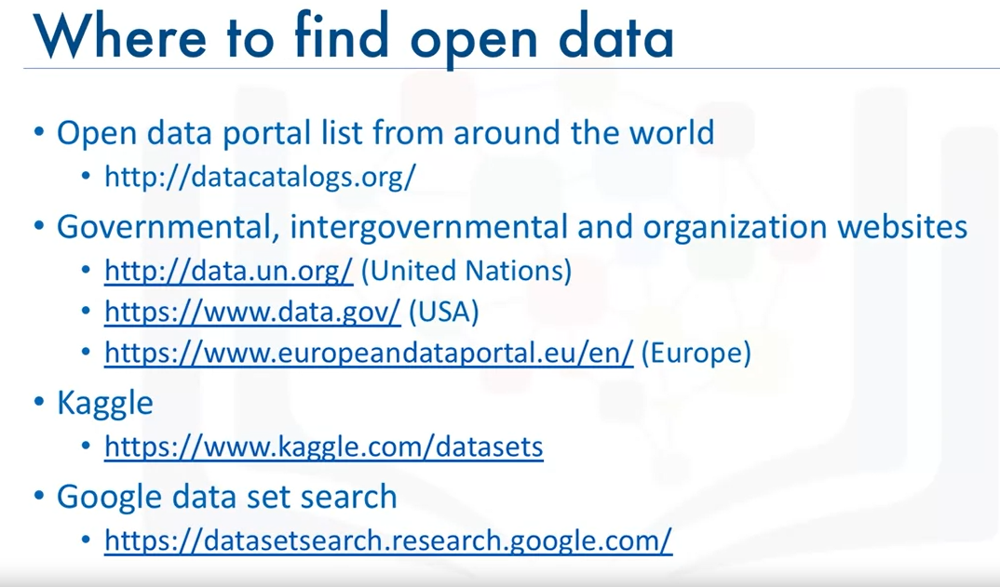 Where to find open data
• Open data portal list from around the world
• http://datacatalogs.org/
• Governmental, intergovernmental and organization websites
• http://data.un.org/ (United Nations)
• https://www.data.gov/ (USA)
• https://www.europeandataportal.eu/en/ (Europe)
• Kaggle
• https://www.kaggle.com/datasets
• Google data set search
• https://datasetsearch.research.google.com/